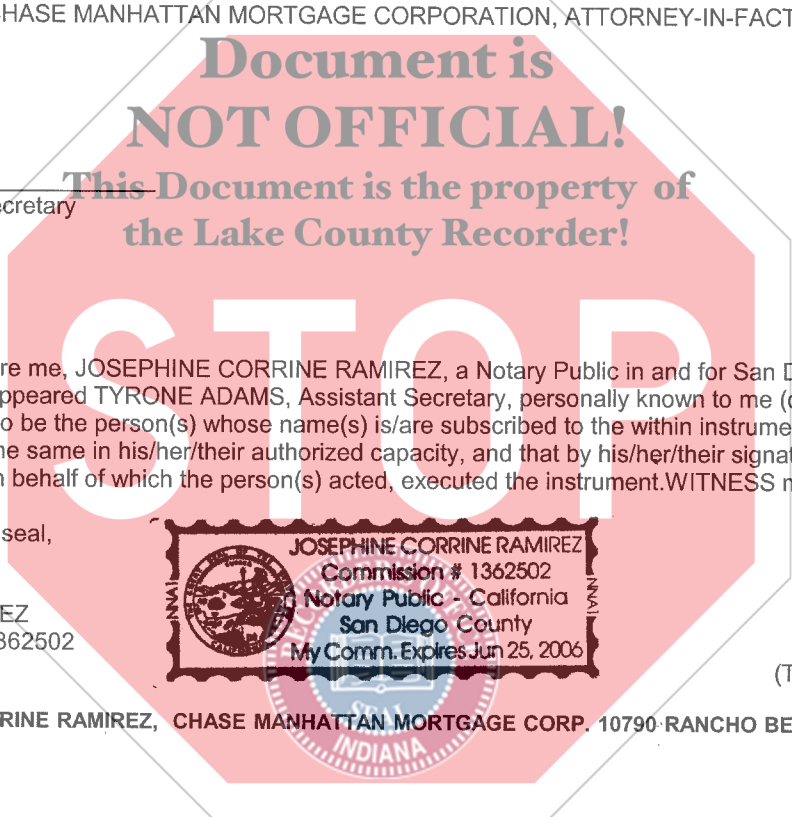 CHASE MANHATTAN MORTGAGE CORPORATION, ATTORNEY-IN-FACT
Document is
NOT OFFICIAL!
This Document is the property of
the Lake County Recorder!
ecretary
STOP
re me, JOSEPHINE CORRINE RAMIREZ, a Notary Public in and for San D
ppeared TYRONE ADAMS, Assistant Secretary, personally known to me (
o be the person(s) whose name(s) is/are subscribed to the within instrume
ne same in his/her/their authorized capacity, and that by his/her/their signat
n behalf of which the person(s) acted, executed the instrument.WITNESS m
seal,
JOSEPHINE CORRINE RAMIREZ
Commission # 1362502
Notary Public - California
San Diego County
My Comm. Expires Jun 25, 2006
NNA1
NNA1
EZ
362502
(T
SEAL
INDIANA
RINE RAMIREZ, CHASE MANHATTAN MORTGAGE CORP. 10790 RANCHO BE